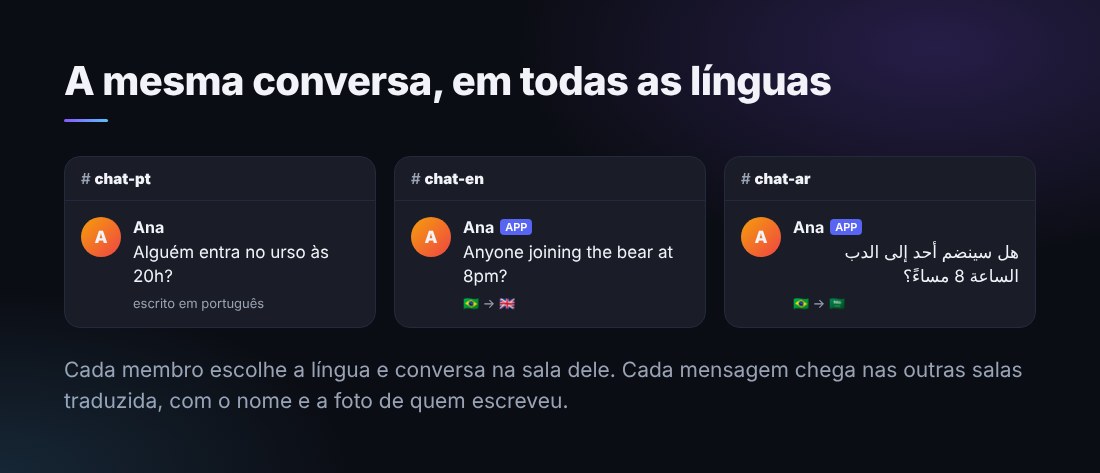 A mesma conversa, em todas as línguas
# chat-pt
A
Ana
Alguém entra no urso às
20h?
escrito em português
# chat-en
A
Ana APP
Anyone joining the bear at
8pm?
🇧🇷 → 🇬🇧
# chat-ar
A
Ana APP
هل سينضم أحد إلى الدب
الساعة 8 مساءً؟
🇧🇷 → 🇸🇦
Cada membro escolhe a língua e conversa na sala dele. Cada mensagem chega nas outras salas
traduzida, com o nome e a foto de quem escreveu.